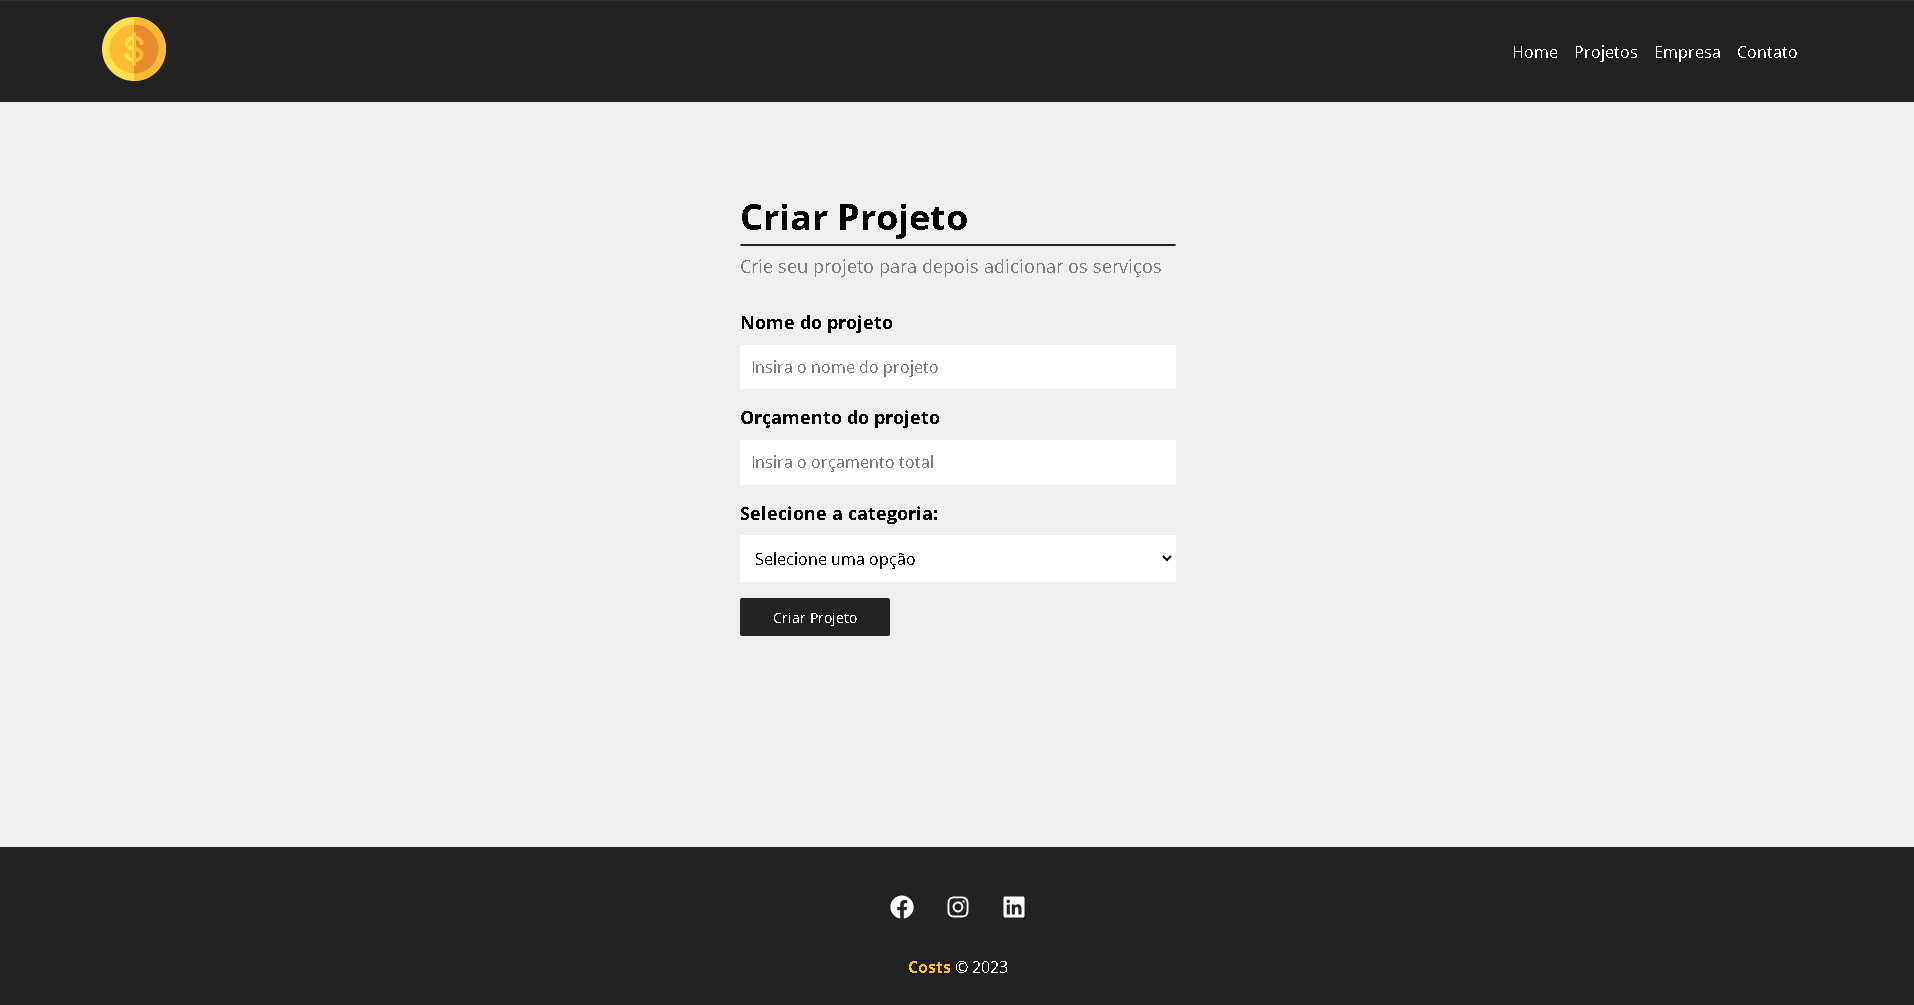 $
Home Projetos Empresa Contato
Criar Projeto
Crie seu projeto para depois adicionar os serviços
Nome do projeto
Insira o nome do projeto
Orçamento do projeto
Insira o orçamento total
Selecione a categoria:
Selecione uma opção
Criar Projeto
Costs © 2023